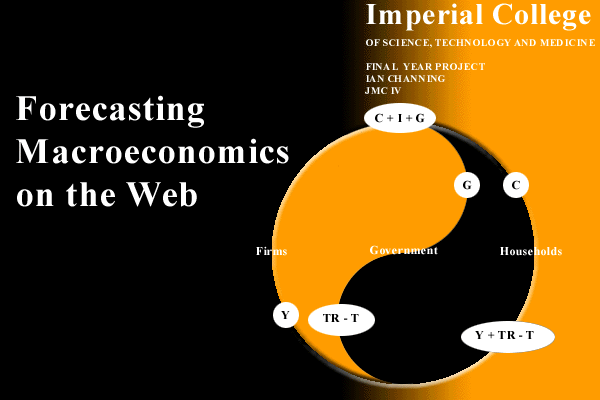 Imperial College
OF SCIENCE, TECHNOLOGY AND MEDICINE
FINAL YEAR PROJECT
IAN CHANNING
JMC IV
Forecasting
Macroeconomics
on the Web
C + I + G
G
C
Firms
Government
Households
Y
TR - T
Y + TR - T